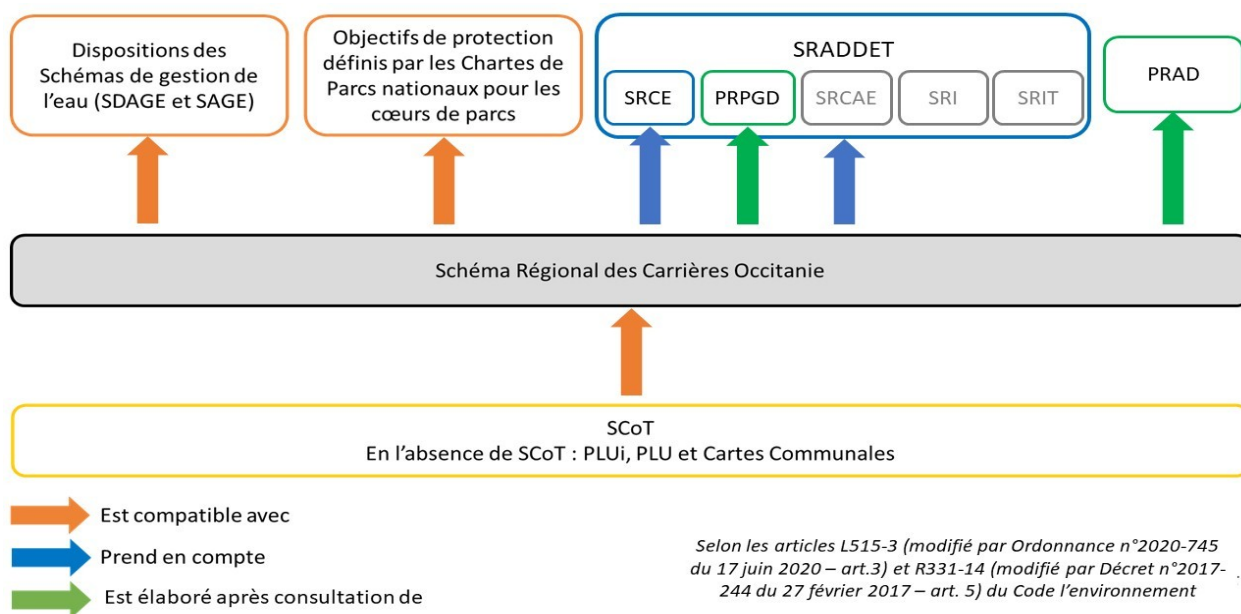 Dispositions des
Schémas de gestion de
l’eau (SDAGE et SAGE)
Objectifs de protection
définis par les Chartes de
Parcs nationaux pour les
cœurs de parcs
SRADDET
SRCE
PRPGD
SRCAE
SRI
SRIT
PRAD
Schéma Régional des Carrières Occitanie
SCoT
En l’absence de SCoT : PLUi, PLU et Cartes Communales
Est compatible avec
Prend en compte
Est élaboré après consultation de
Selon les articles L515-3 (modifié par Ordonnance n°2020-745
du 17 juin 2020 – art.3) et R331-14 (modifié par Décret n°2017-
244 du 27 février 2017 – art. 5) du Code l’environnement